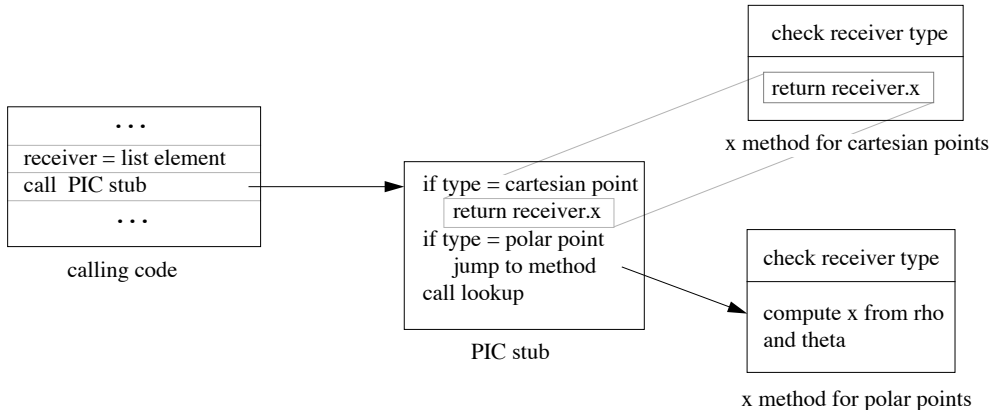 ...
receiver = list element
call PIC stub
...
calling code
if type = cartesian point
return receiver.x
if type = polar point
jump to method
call lookup
PIC stub
check receiver type
return receiver.x
x method for cartesian points
check receiver type
compute x from rho
and theta
x method for polar points